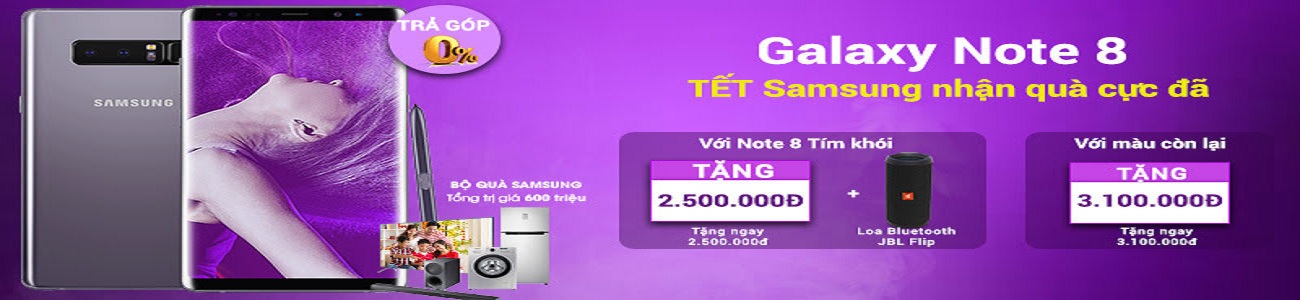 SAMSUNG
TRẢ GÓP
0%
BỘ QUÀ SAMSUNG
Tổng trị giá 600 triệu
Galaxy Note 8
TẾT Samsung nhận quà cực đã
Với Note 8 Tím khói
TẶNG
2.500.000Đ
+
Tặng ngay
2.500.000đ
Loa Bluetooth
JBL Flip
Với màu còn lại
TẶNG
3.100.000Đ
Tặng ngay
3.100.000đ